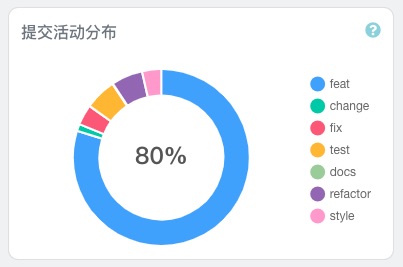 提交活动分布
?
80%
feat
change
fix
test
docs
refactor
style